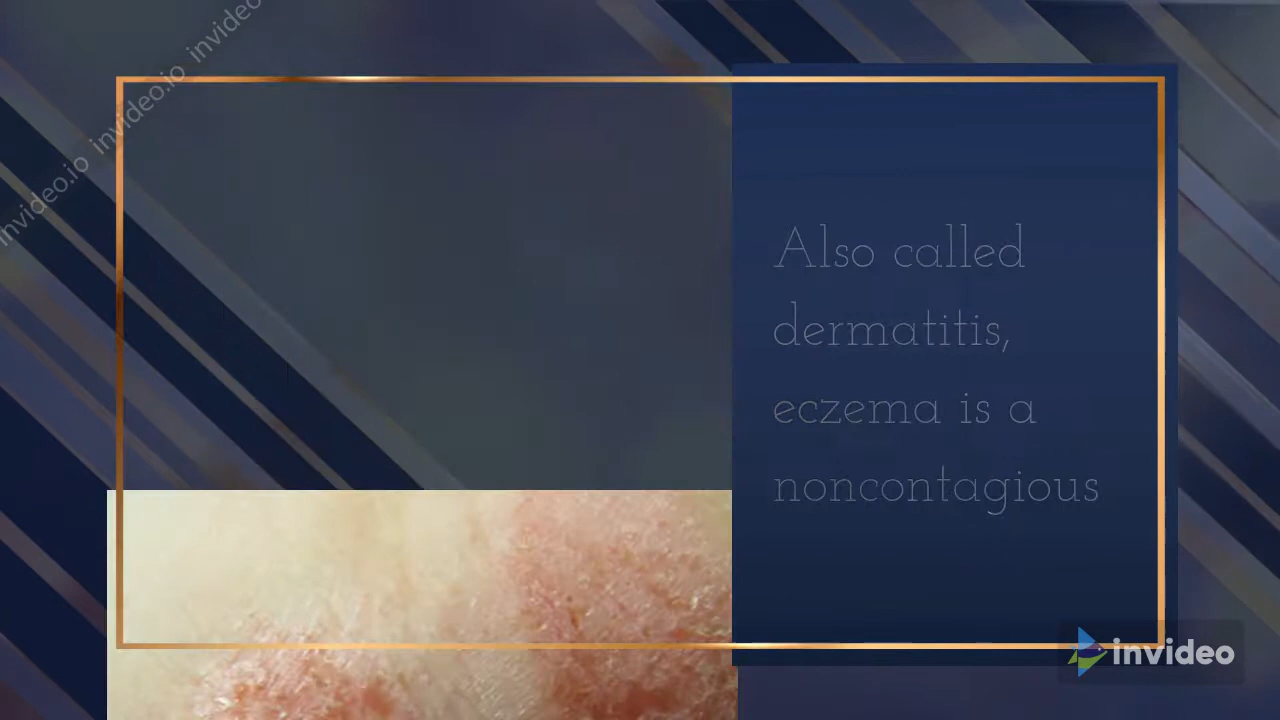 invideo.io invideo.io invideo
Also called
dermatitis,
eczema is a
noncontagious
invideo